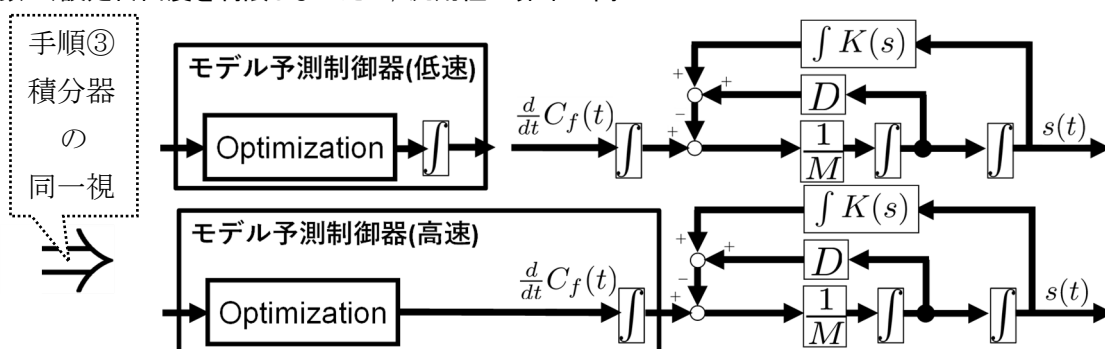 手順③
積分器
の
同一視
モデル予測制御器(低速)
Optimization
∫
d/dt C_f(t)
∫
+
−
+
+
∫ K(s)
D
1/M
∫
∫
s(t)
モデル予測制御器(高速)
Optimization
d/dt C_f(t)
∫
+
−
+
+
∫ K(s)
D
1/M
∫
∫
s(t)